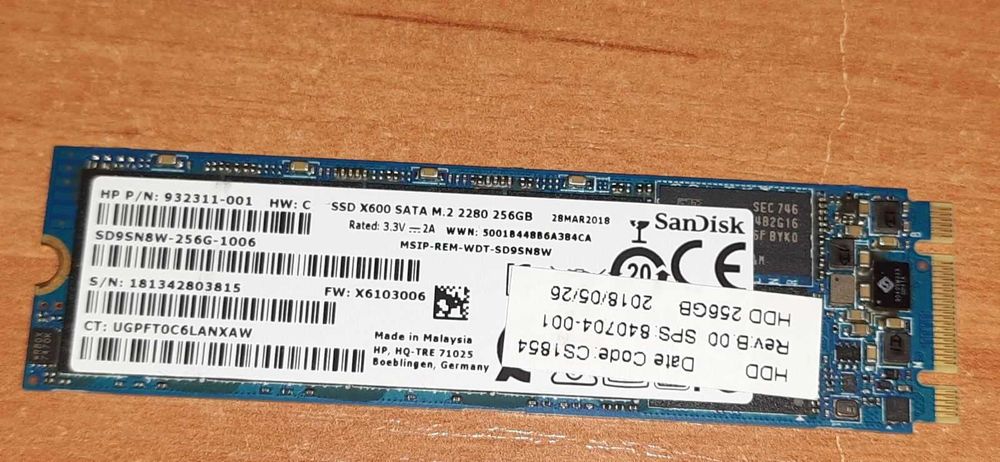 HP P/N: 932311-001 HW: C
SSD X600 SATA M.2 2280 256GB 28MAR2018
Rated: 3.3V 2A WWN: 5001B44BB6A3B4CA
MSIP-REM-WDT-SD9SN8W
SanDisk
SD9SN8W-256G-1006
20
CE
S/N: 181342803815 FW: X6103006
CT: UGPFT0C6LANXAW
Made in Malaysia
HP, HQ-TRE 71025
Boeblingen, Germany
HDD
Date Code:CS1854
Rev:B.00 SPS:840704-001
HDD 256GB
2018/05/26
SEC 746